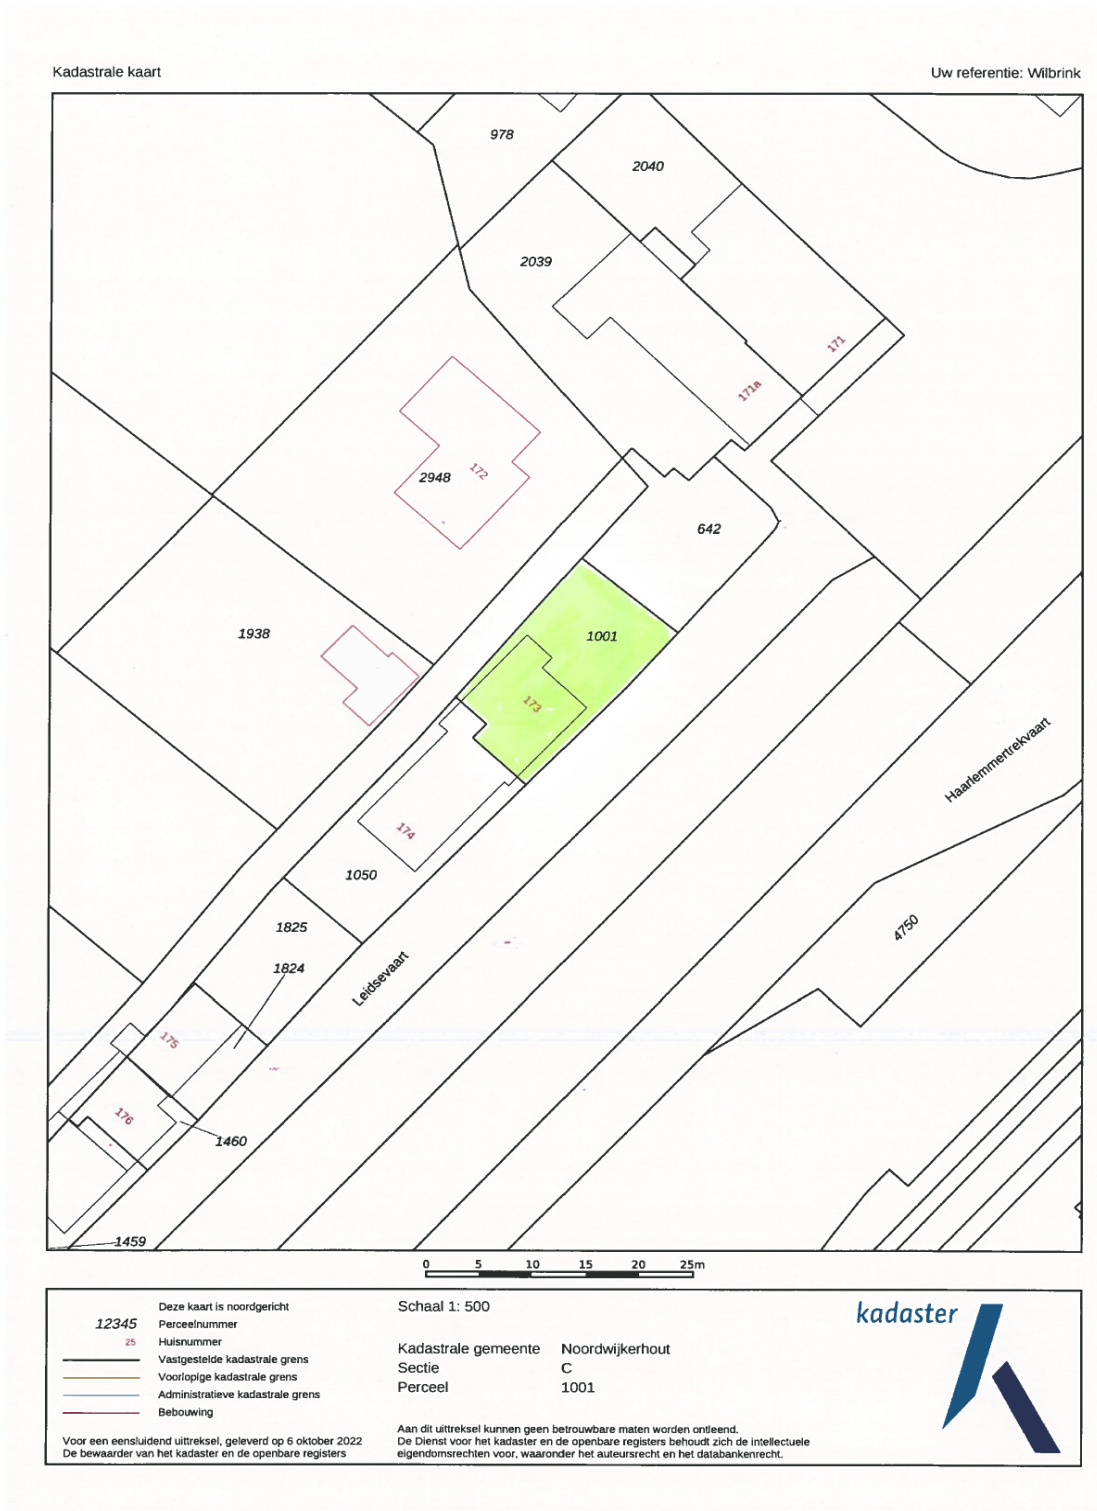 Kadastrale kaart
Uw referentie: Wilbrink
978
2040
2039
171
171a
2948
172
642
1938
1001
173
Haarlemmertrekvaart
174
1050
4750
1825
1824
Leidsevaart
175
176
1460
1459
0 5 10 15 20 25m
Deze kaart is noordgericht
12345 Perceelnummer
25 Huisnummer
Vastgestelde kadastrale grens
Voorlopige kadastrale grens
Administratieve kadastrale grens
Bebouwing
Voor een eensluidend uittreksel, geleverd op 6 oktober 2022
De bewaarder van het kadaster en de openbare registers
Schaal 1: 500
Kadastrale gemeente Noordwijkerhout
Sectie C
Perceel 1001
Aan dit uittreksel kunnen geen betrouwbare maten worden ontleend.
De Dienst voor het kadaster en de openbare registers behoudt zich de intellectuele
eigendomsrechten voor, waaronder het auteursrecht en het databankenrecht.
kadaster